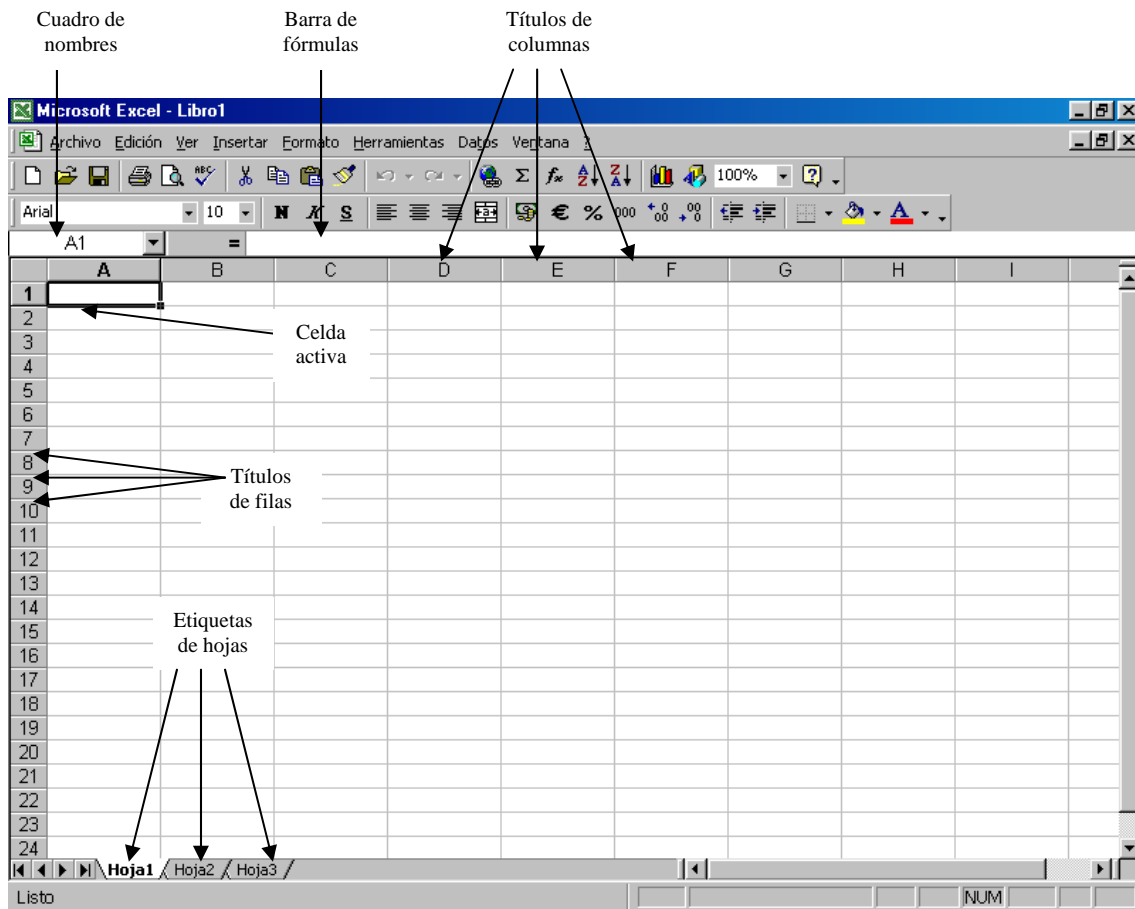 Cuadro de
nombres
Barra de
fórmulas
Títulos de
columnas
Microsoft Excel - Libro1
Archivo Edición Ver Insertar Formato Herramientas Datos Ventana ?
100%
Arial 10 N K S € % 000
A1 =
A B C D E F G H I
1
2
3
4
5
6
7
8
9
10
11
12
13
14
15
16
17
18
19
20
21
22
23
24
Celda
activa
Títulos
de filas
Etiquetas
de hojas
Hoja1 Hoja2 Hoja3
Listo NUM